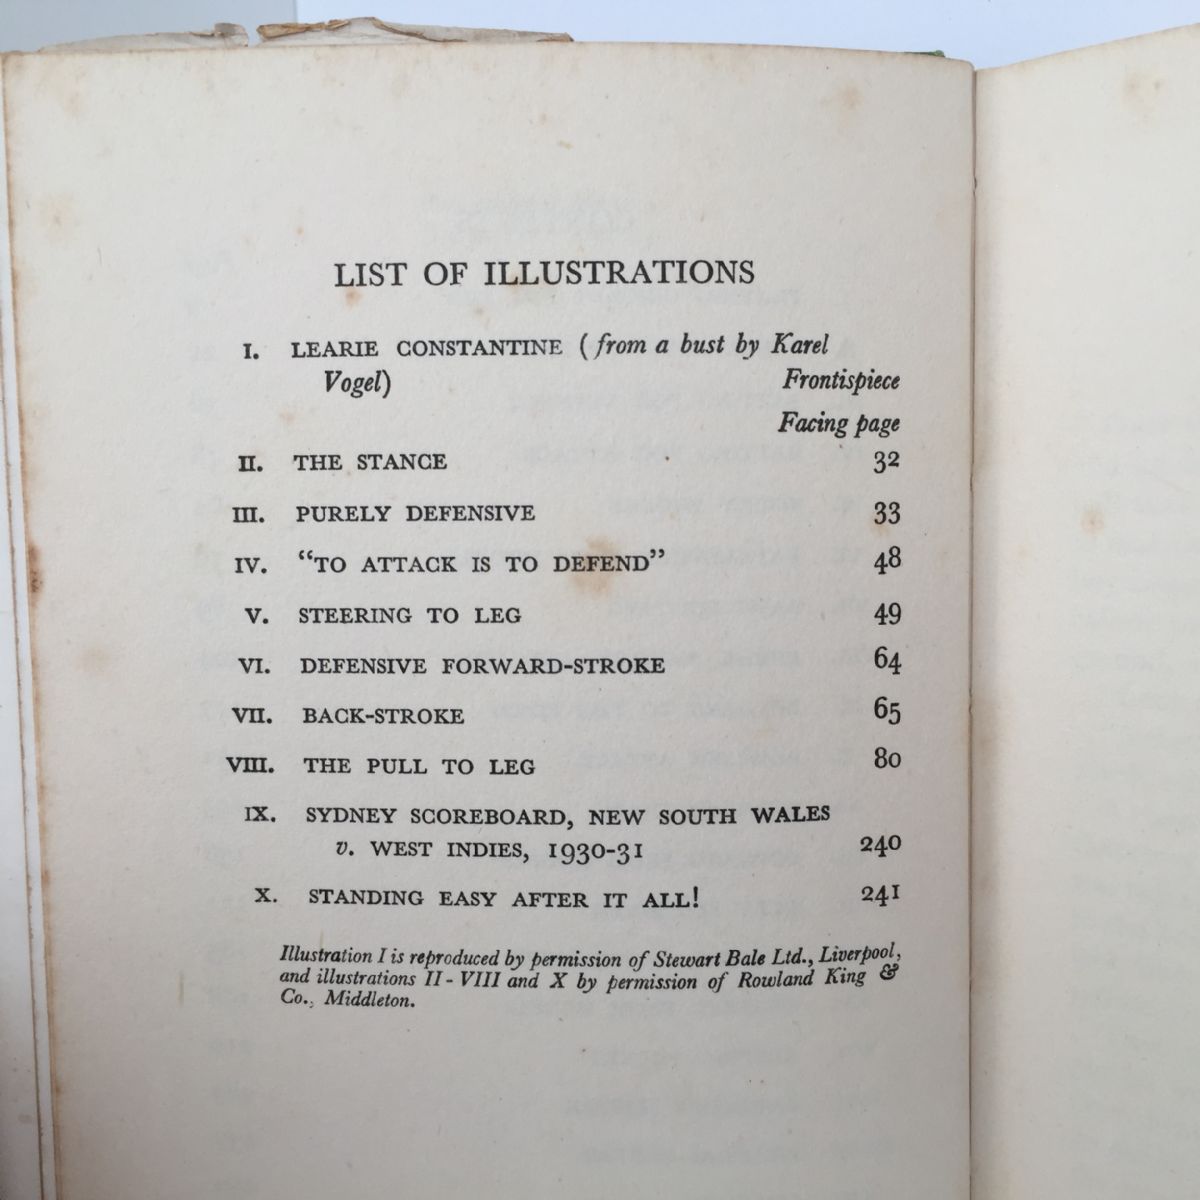 LIST OF ILLUSTRATIONS
I. LEARIE CONSTANTINE (from a bust by Karel
Vogel) Frontispiece
Facing page
II. THE STANCE 32
III. PURELY DEFENSIVE 33
IV. “TO ATTACK IS TO DEFEND” 48
V. STEERING TO LEG 49
VI. DEFENSIVE FORWARD-STROKE 64
VII. BACK-STROKE 65
VIII. THE PULL TO LEG 80
IX. SYDNEY SCOREBOARD, NEW SOUTH WALES
v. WEST INDIES, 1930-31 240
X. STANDING EASY AFTER IT ALL! 241
Illustration I is reproduced by permission of Stewart Bale Ltd., Liverpool,
and illustrations II - VIII and X by permission of Rowland King &
Co., Middleton.